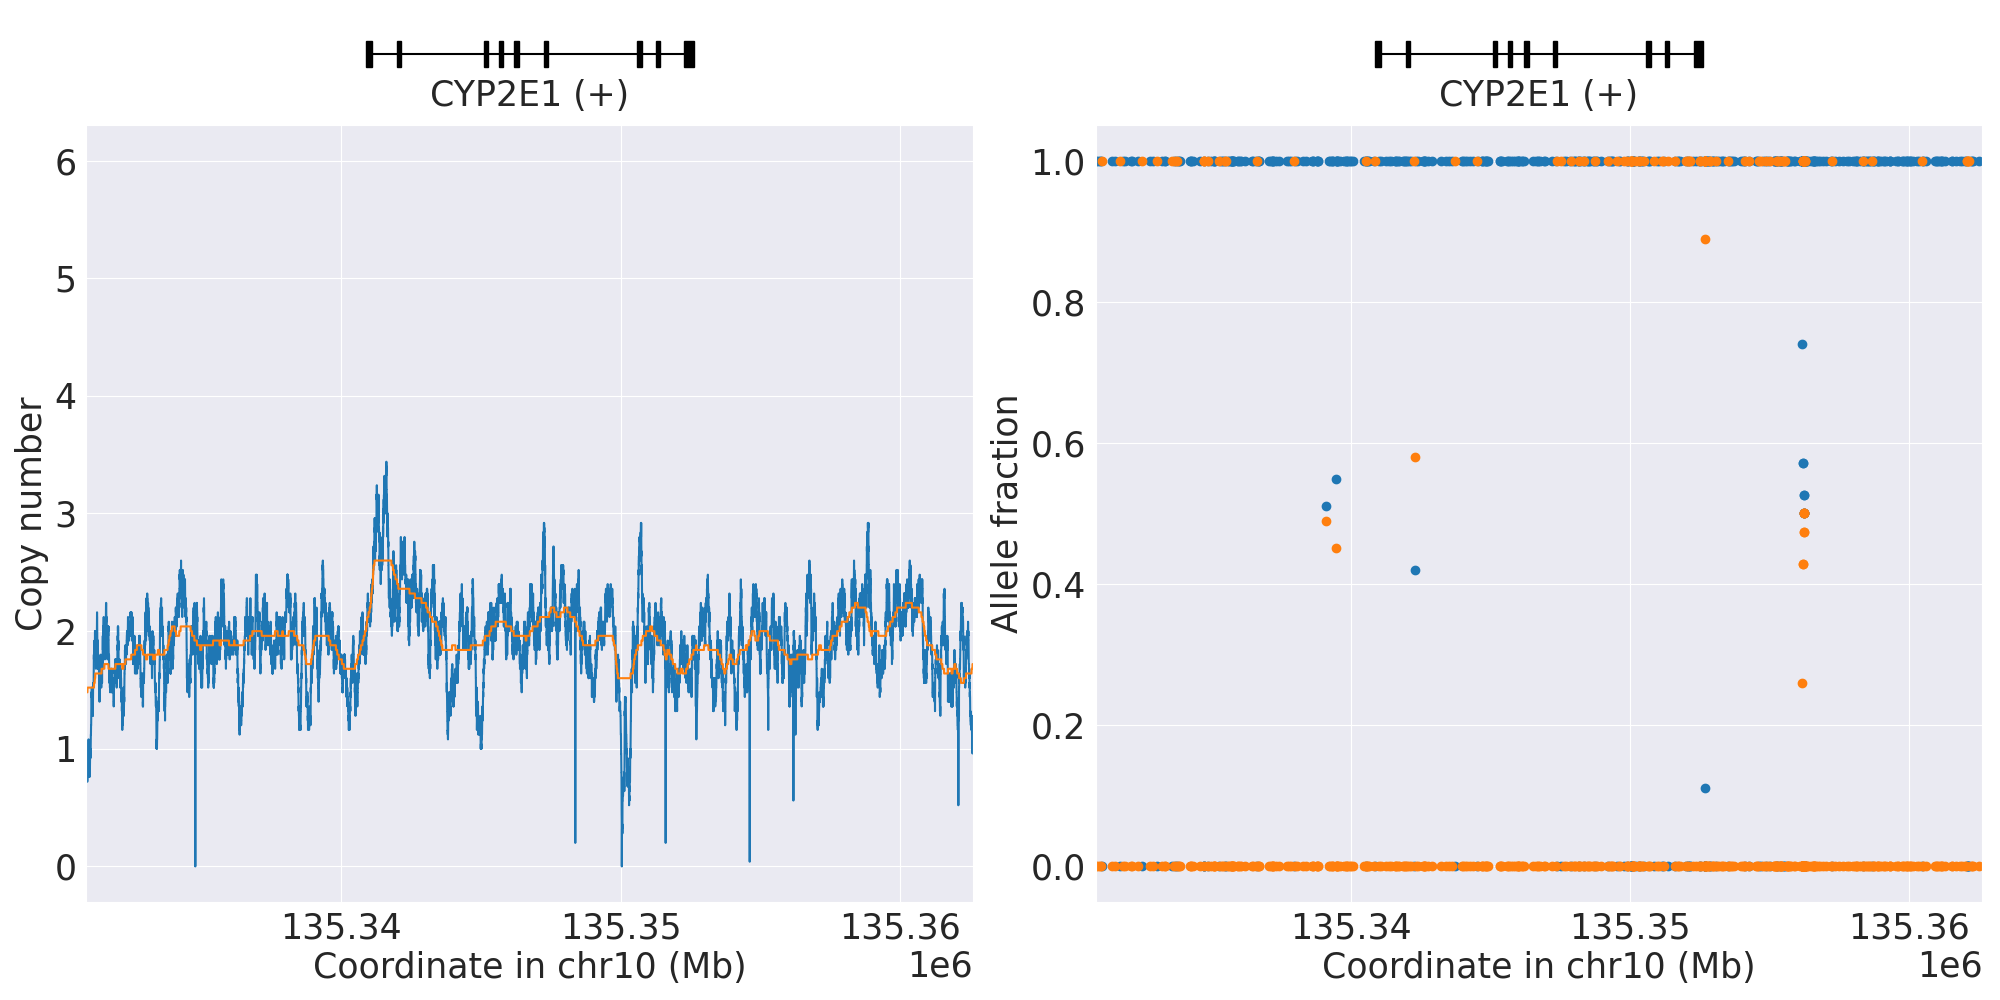 CYP2E1 (+)
CYP2E1 (+)
6
5
4
3
2
1
0
Copy number
135.34
135.35
135.36
Coordinate in chr10 (Mb)
1e6
1.0
0.8
0.6
0.4
0.2
0.0
Allele fraction
135.34
135.35
135.36
Coordinate in chr10 (Mb)
1e6